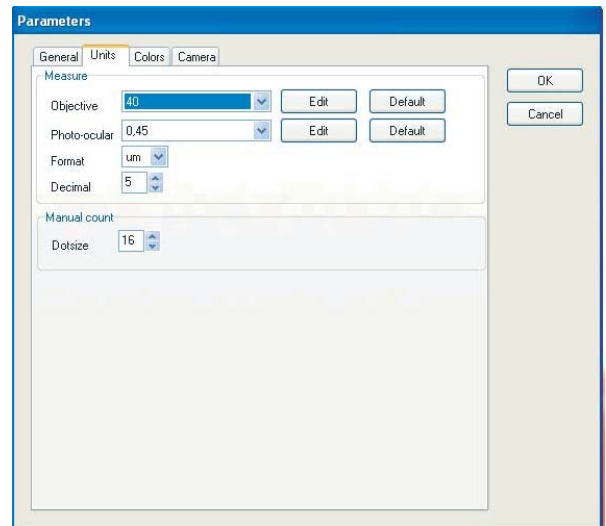 Parameters
General Units Colors Camera
Measure
Objective 40 Edit Default
Photo-ocular 0,45 Edit Default
Format um
Decimal 5
Manual count
Dotsize 16
OK
Cancel